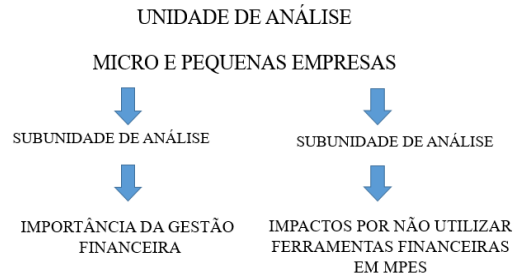 UNIDADE DE ANÁLISE
MICRO E PEQUENAS EMPRESAS
SUBUNIDADE DE ANÁLISE
SUBUNIDADE DE ANÁLISE
IMPORTÂNCIA DA GESTÃO
FINANCEIRA
IMPACTOS POR NÃO UTILIZAR
FERRAMENTAS FINANCEIRAS
EM MPES